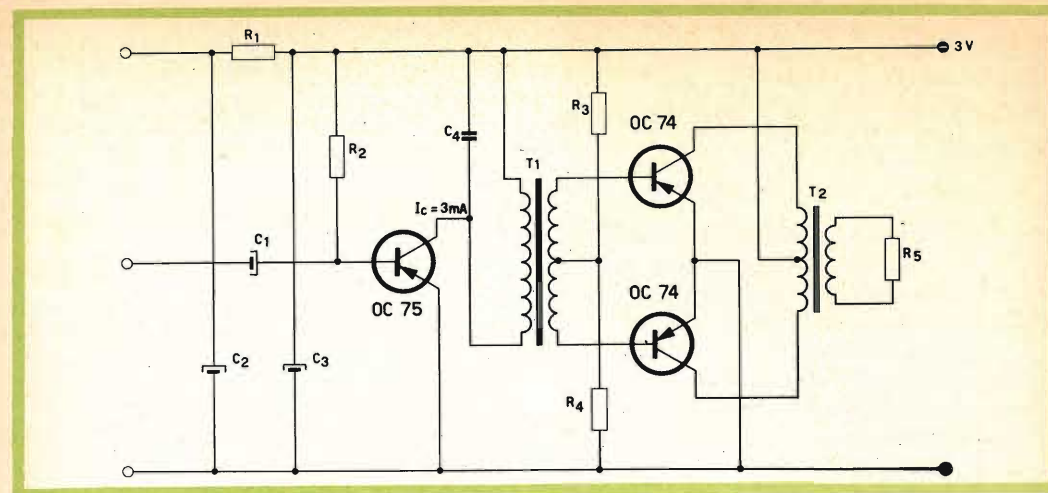 R1
3 V
R3
OC 74
C4
R2
T1
T2
Ic = 3mA
C1
R5
OC 75
OC 74
C2
C3
R4